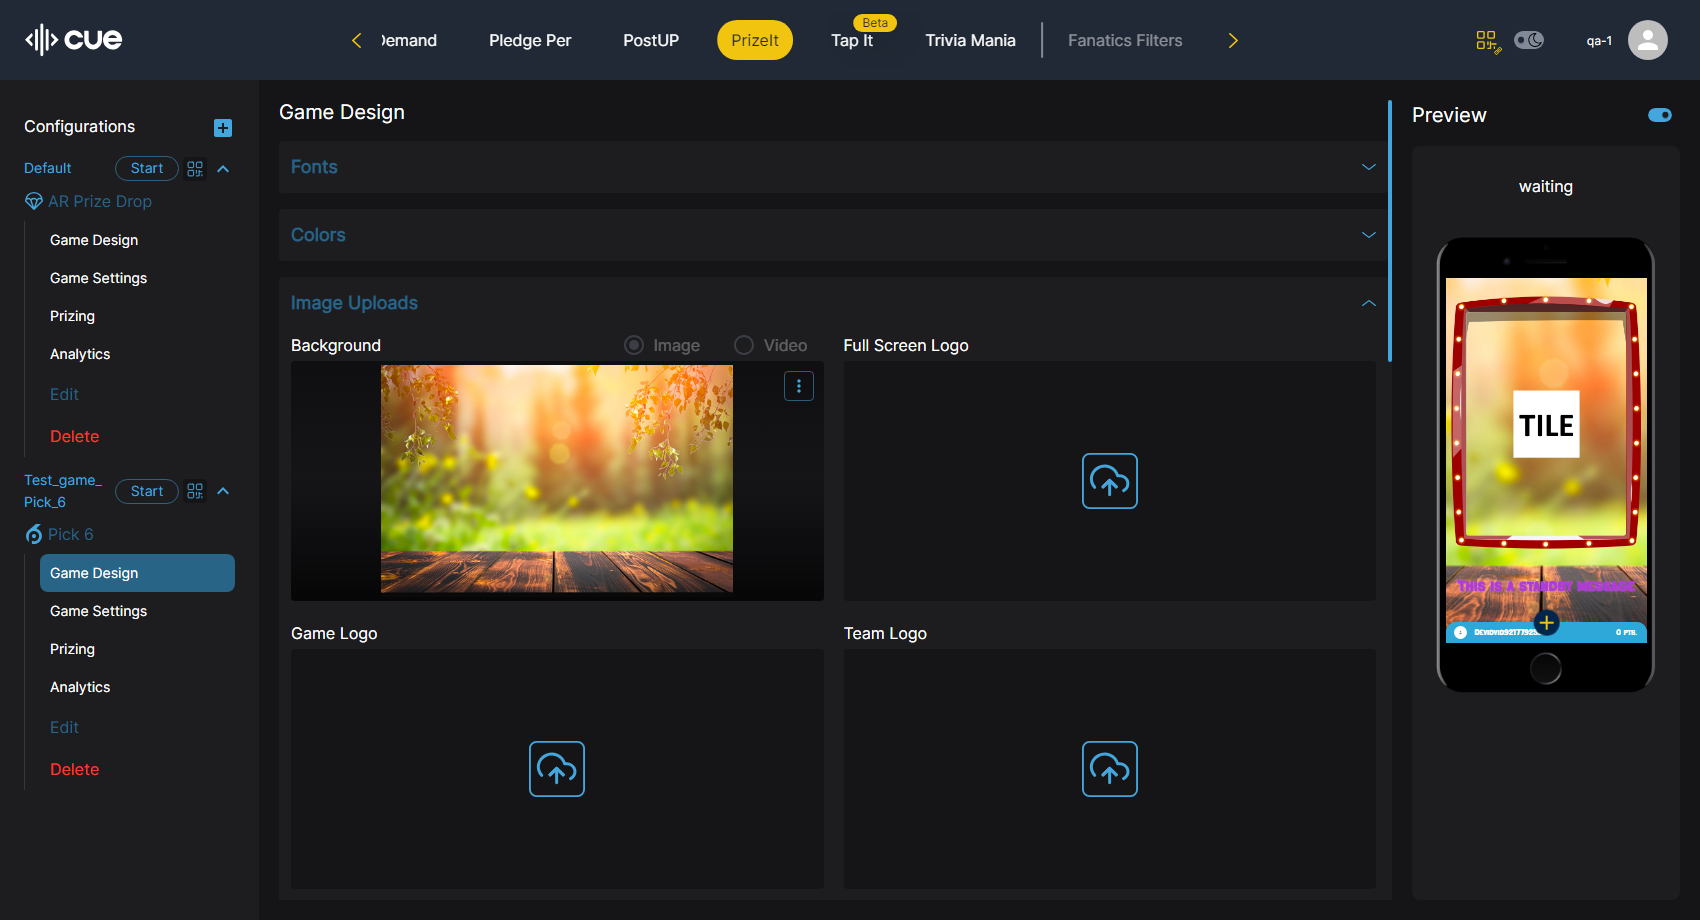 cue
Demand
Pledge Per
PostUP
PrizeIt
Beta
Tap It
Trivia Mania
Fanatics Filters
qa-1
Configurations
Default
Start
AR Prize Drop
Game Design
Game Settings
Prizing
Analytics
Edit
Delete
Test_game_
Pick_6
Start
Pick 6
Game Design
Game Settings
Prizing
Analytics
Edit
Delete
Game Design
Fonts
Colors
Image Uploads
Background
Image
Video
Full Screen Logo
Game Logo
Team Logo
Preview
waiting
TILE
This is a standby message
0 pts.